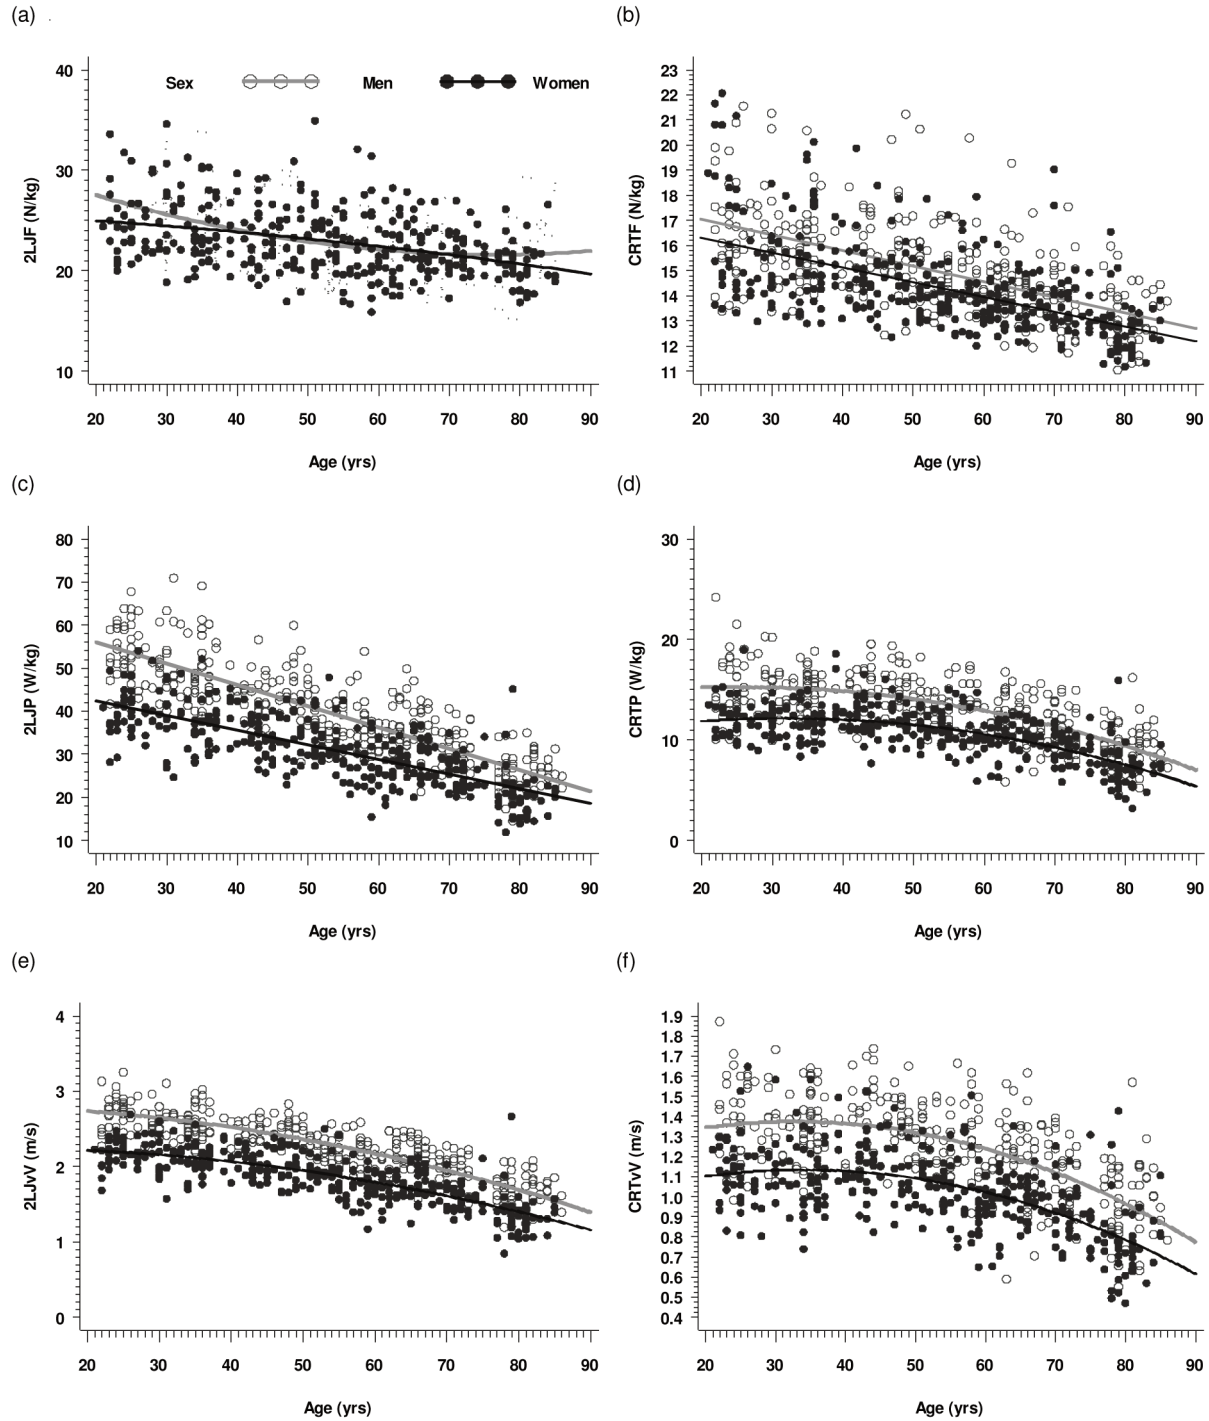 (a)
(b)
Sex Men Women
40
30
20
10
2LJF (N/kg)
20 30 40 50 60 70 80 90
Age (yrs)
23
22
21
20
19
18
17
16
15
14
13
12
11
CRTF (N/kg)
20 30 40 50 60 70 80 90
Age (yrs)
(c)
(d)
80
70
60
50
40
30
20
10
2LJP (W/kg)
20 30 40 50 60 70 80 90
Age (yrs)
30
20
10
0
CRTP (W/kg)
20 30 40 50 60 70 80 90
Age (yrs)
(e)
(f)
4
3
2
1
0
2LJvV (m/s)
20 30 40 50 60 70 80 90
Age (yrs)
1.9
1.8
1.7
1.6
1.5
1.4
1.3
1.2
1.1
1.0
0.9
0.8
0.7
0.6
0.5
0.4
CRTvV (m/s)
20 30 40 50 60 70 80 90
Age (yrs)